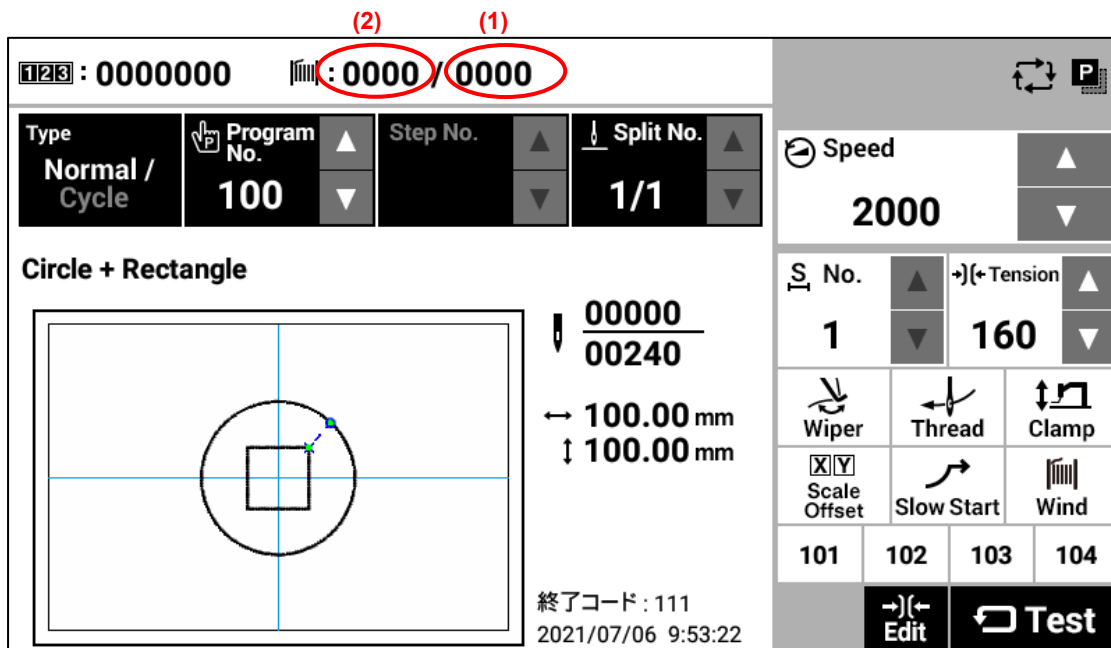 (2) (1)
123 : 0000000 : 0000 / 0000
P
Type
Normal /
Cycle
P Program
No.
100
Step No.
Split No.
1/1
Speed
2000
Circle + Rectangle
00000
00240
100.00 mm
100.00 mm
S No.
1
Tension
160
Wiper
Thread
Clamp
X Y
Scale
Offset
Slow Start
Wind
101 102 103 104
終了コード : 111
2021/07/06 9:53:22
Edit
Test